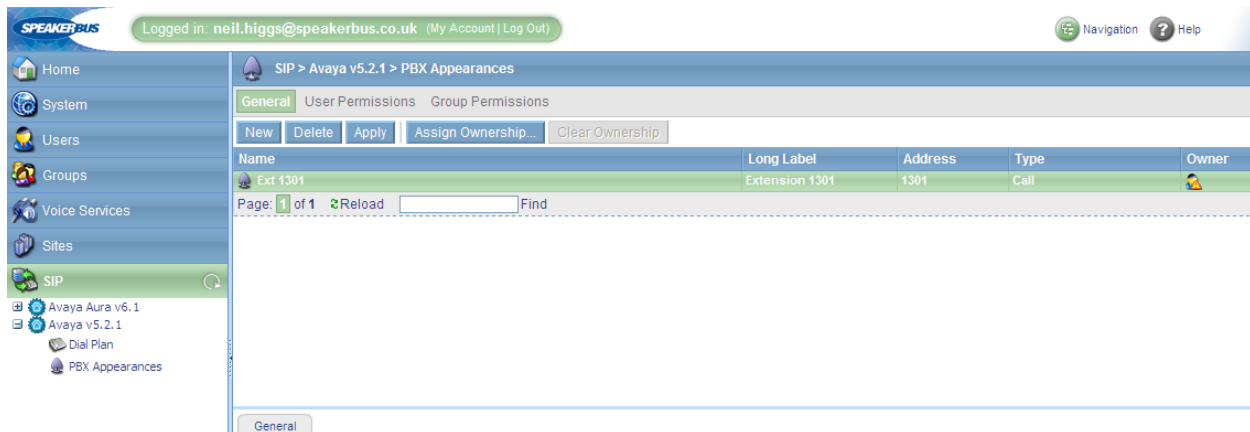 SPEAKERBUS
Logged in: neil.higgs@speakerbus.co.uk (My Account | Log Out)
Navigation
Help
Home
System
Users
Groups
Voice Services
Sites
SIP
Avaya Aura v6.1
Avaya v5.2.1
Dial Plan
PBX Appearances
SIP > Avaya v5.2.1 > PBX Appearances
General User Permissions Group Permissions
New Delete Apply Assign Ownership... Clear Ownership
Name Long Label Address Type Owner
Ext 1301 Extension 1301 1301 Call
Page: 1 of 1 Reload Find
General